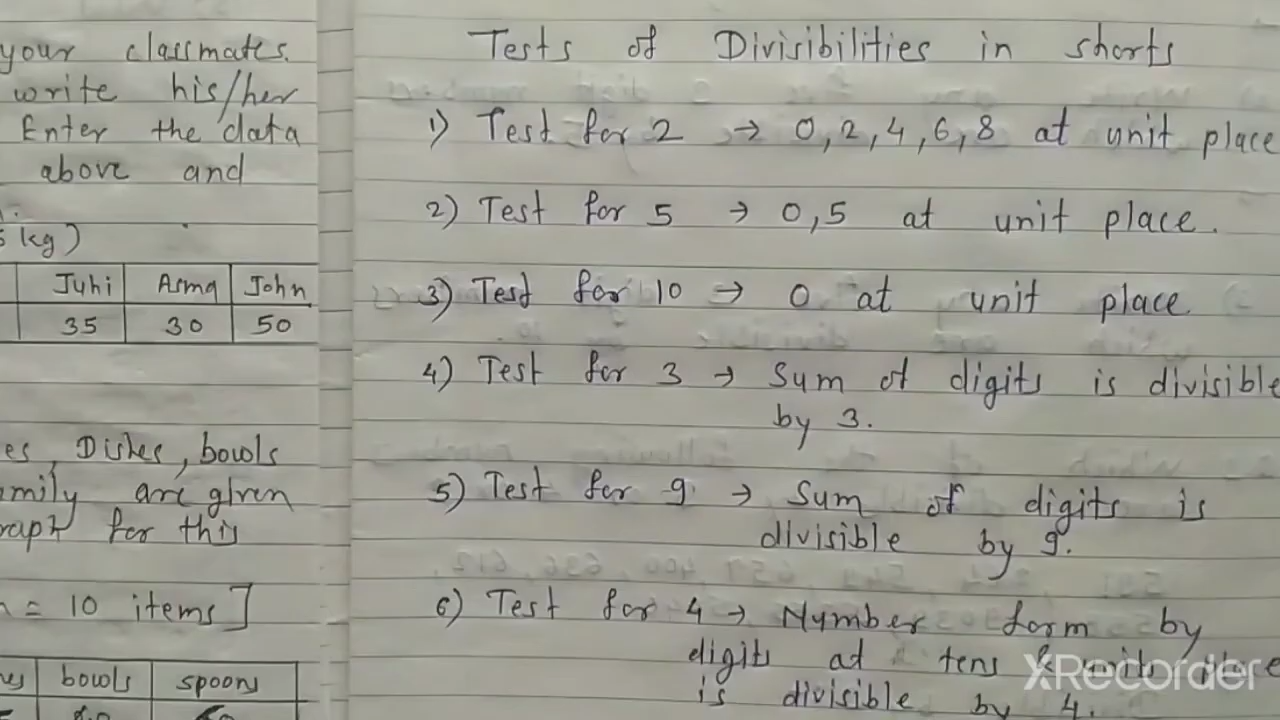 your classmates.
write his/her
Enter the data
above and
kg)
Juhi Asma John
35 30 50
Dishes, bowls
are given
for this
= 10 items]
bowls spoons
Tests of Divisibilities in shorts
1) Test for 2 → 0, 2, 4, 6, 8 at unit place
2) Test for 5 → 0, 5 at unit place.
3) Test for 10 → 0 at unit place.
4) Test for 3 → Sum of digits is divisible
by 3.
5) Test for 9 → Sum of digits is
divisible by 9.
6) Test for 4 → Number form by
digits at tens & units place
is divisible by 4.
XRecorder